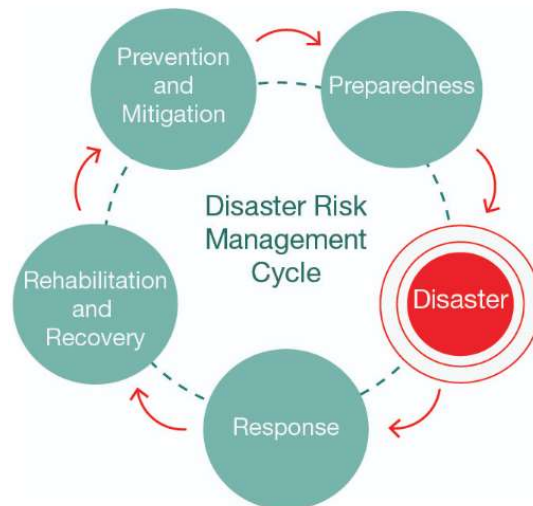 Prevention
and
Mitigation
Preparedness
Disaster Risk
Management
Cycle
Disaster
Rehabilitation
and
Recovery
Response